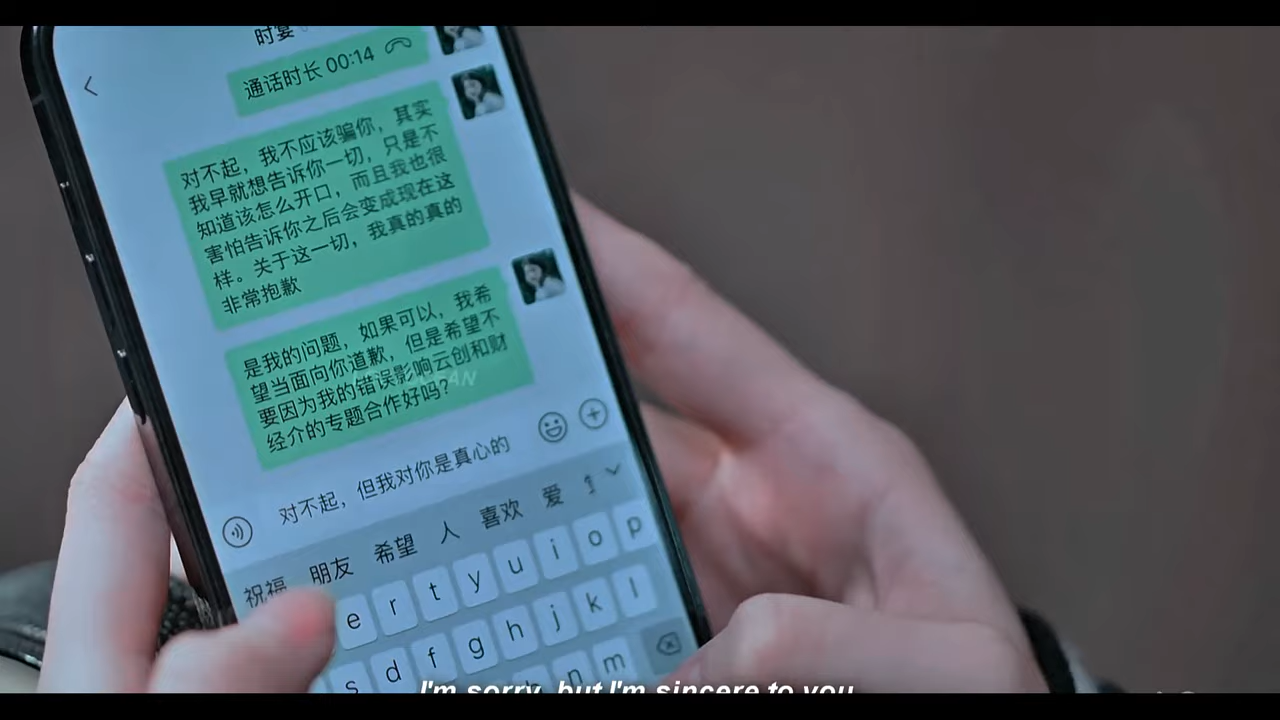 时宴
通话时长 00:14
对不起，我不应该骗你，其实
我早就想告诉你一切，只是不
知道该怎么开口，而且我也很
害怕告诉你之后会变成现在这
样。关于这一切，我真的真的
非常抱歉
是我的问题，如果可以，我希
望当面向你道歉，但是希望不
要因为我的错误影响云创和财
经介的专题合作好吗？
对不起，但我对你是真心的
祝福 朋友 希望 人 喜欢 爱
e r t y u i o p
s d f g h j k l
n m
I'm sorry, but I'm sincere to you